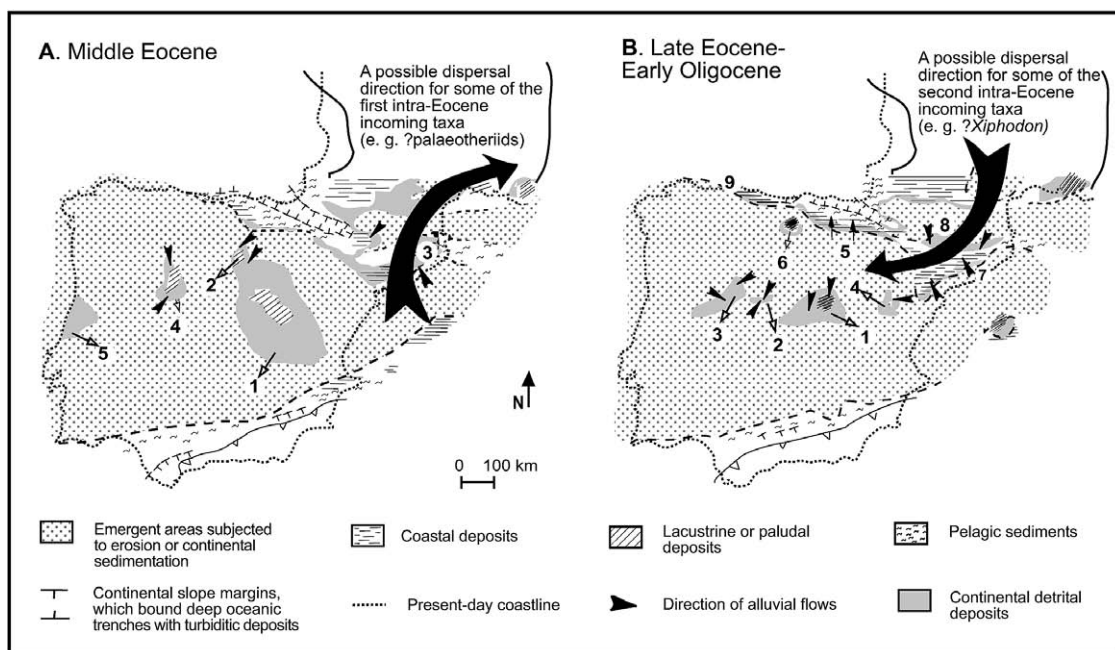 A. Middle Eocene
A possible dispersal
direction for some of the
first intra-Eocene
incoming taxa
(e. g. ?palaeotheriids)
3
2
4
5
1
N
0 100 km
B. Late Eocene-
Early Oligocene
A possible dispersal
direction for some of the
second intra-Eocene
incoming taxa
(e. g. ?Xiphodon)
9
8
5
6
7
4
3
2
1
Emergent areas subjected
to erosion or continental
sedimentation
Coastal deposits
Lacustrine or paludal
deposits
Pelagic sediments
Continental slope margins,
which bound deep oceanic
trenches with turbiditic deposits
Present-day coastline
Direction of alluvial flows
Continental detrital
deposits